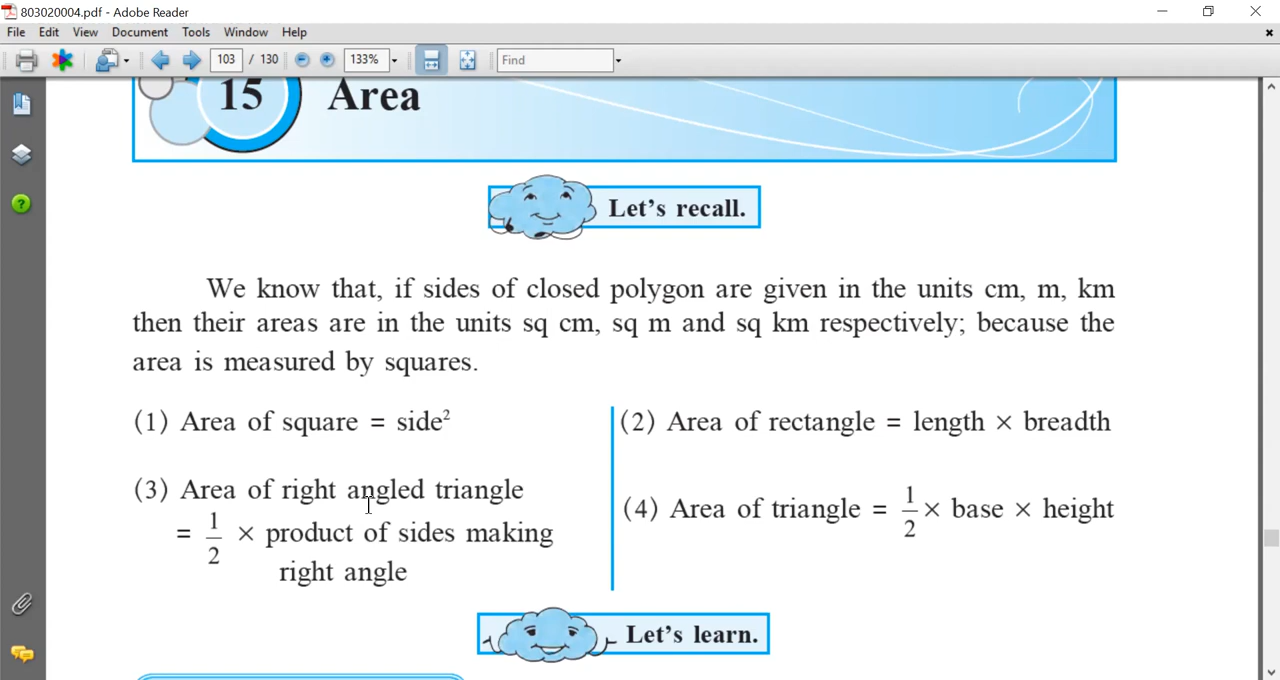 803020004.pdf - Adobe Reader
File Edit View Document Tools Window Help
103 / 130 133% Find
15 Area
Let's recall.
We know that, if sides of closed polygon are given in the units cm, m, km
then their areas are in the units sq cm, sq m and sq km respectively; because the
area is measured by squares.
(1) Area of square = side²
(2) Area of rectangle = length × breadth
(3) Area of right angled triangle
= 1/2 × product of sides making
right angle
(4) Area of triangle = 1/2 × base × height
Let's learn.